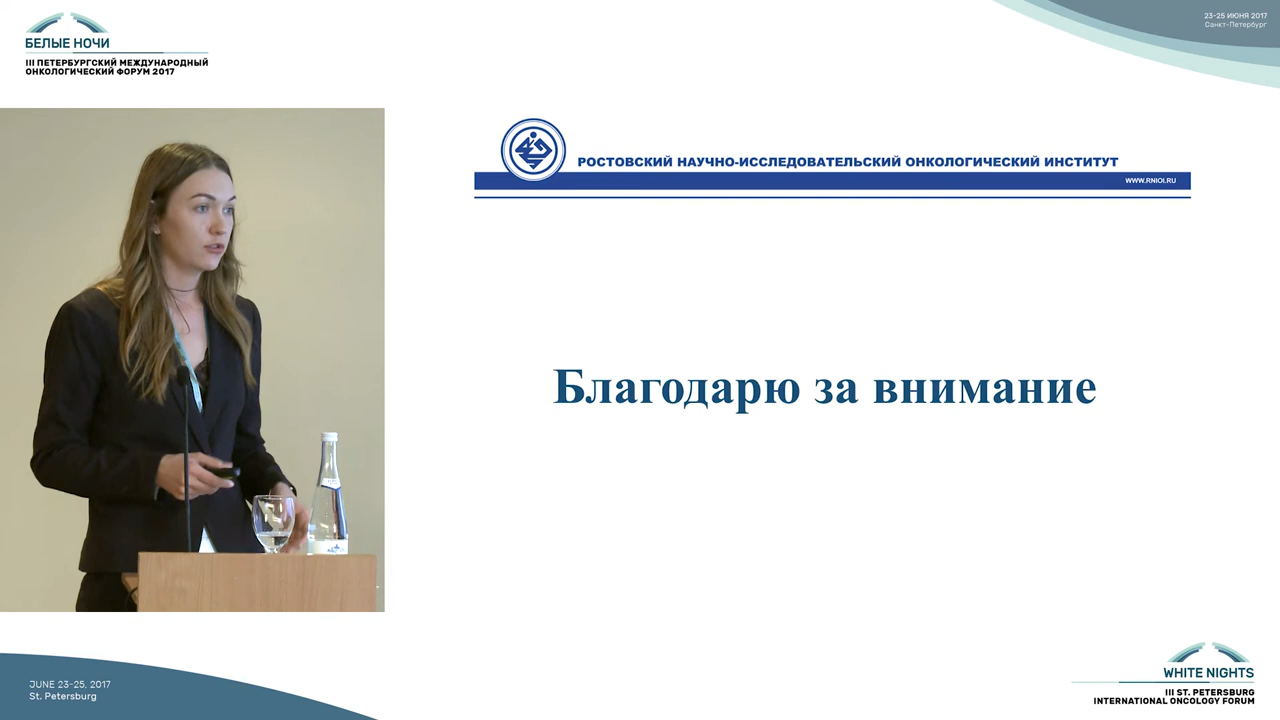 БЕЛЫЕ НОЧИ
III ПЕТЕРБУРГСКИЙ МЕЖДУНАРОДНЫЙ
ОНКОЛОГИЧЕСКИЙ ФОРУМ 2017
23-25 ИЮНЯ 2017
Санкт-Петербург
РОСТОВСКИЙ НАУЧНО-ИССЛЕДОВАТЕЛЬСКИЙ ОНКОЛОГИЧЕСКИЙ ИНСТИТУТ
WWW.RNIOI.RU
Благодарю за внимание
JUNE 23-25, 2017
St. Petersburg
WHITE NIGHTS
III ST. PETERSBURG
INTERNATIONAL ONCOLOGY FORUM